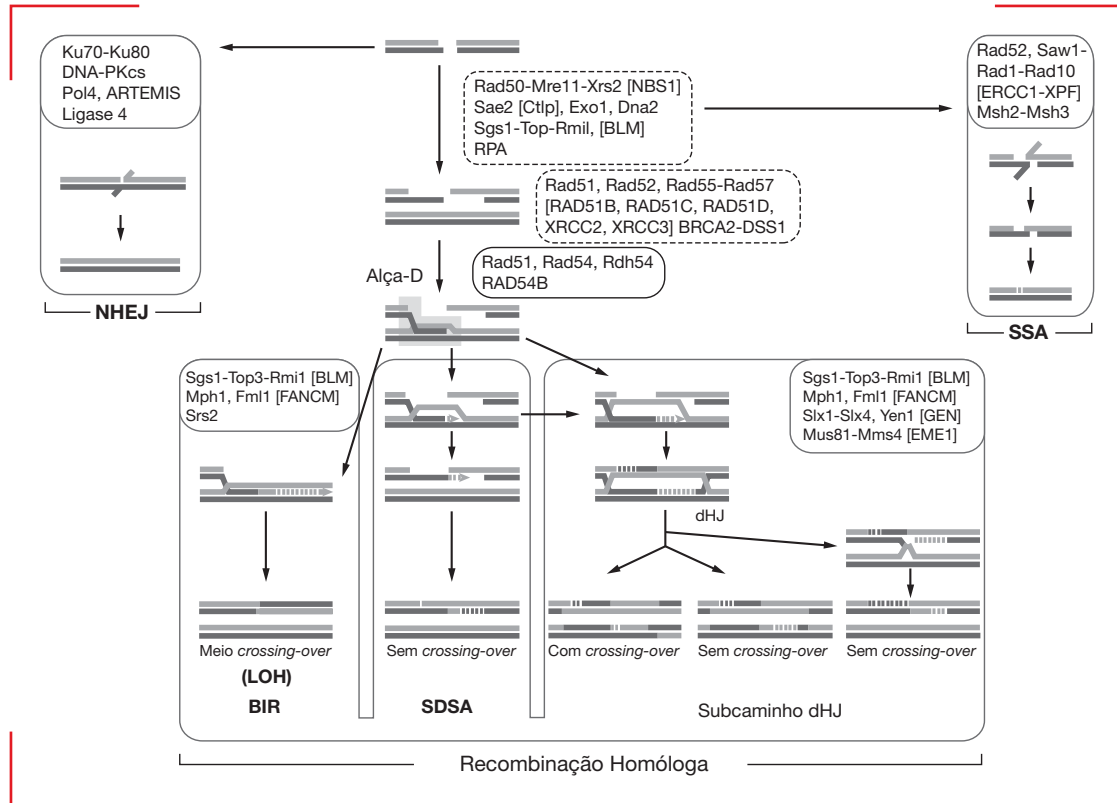 Ku70-Ku80
DNA-PKcs
Pol4, ARTEMIS
Ligase 4
NHEJ
Rad50-Mre11-Xrs2 [NBS1]
Sae2 [Ctlp], Exo1, Dna2
Sgs1-Top-Rmil, [BLM]
RPA
Rad52, Saw1-
Rad1-Rad10
[ERCC1-XPF]
Msh2-Msh3
SSA
Rad51, Rad52, Rad55-Rad57
[RAD51B, RAD51C, RAD51D,
XRCC2, XRCC3] BRCA2-DSS1
Rad51, Rad54, Rdh54
RAD54B
Alça-D
Sgs1-Top3-Rmi1 [BLM]
Mph1, Fml1 [FANCM]
Srs2
Sgs1-Top3-Rmi1 [BLM]
Mph1, Fml1 [FANCM]
Slx1-Slx4, Yen1 [GEN]
Mus81-Mms4 [EME1]
dHJ
Meio crossing-over
(LOH)
BIR
Sem crossing-over
SDSA
Com crossing-over
Sem crossing-over
Sem crossing-over
Subcaminho dHJ
Recombinação Homóloga